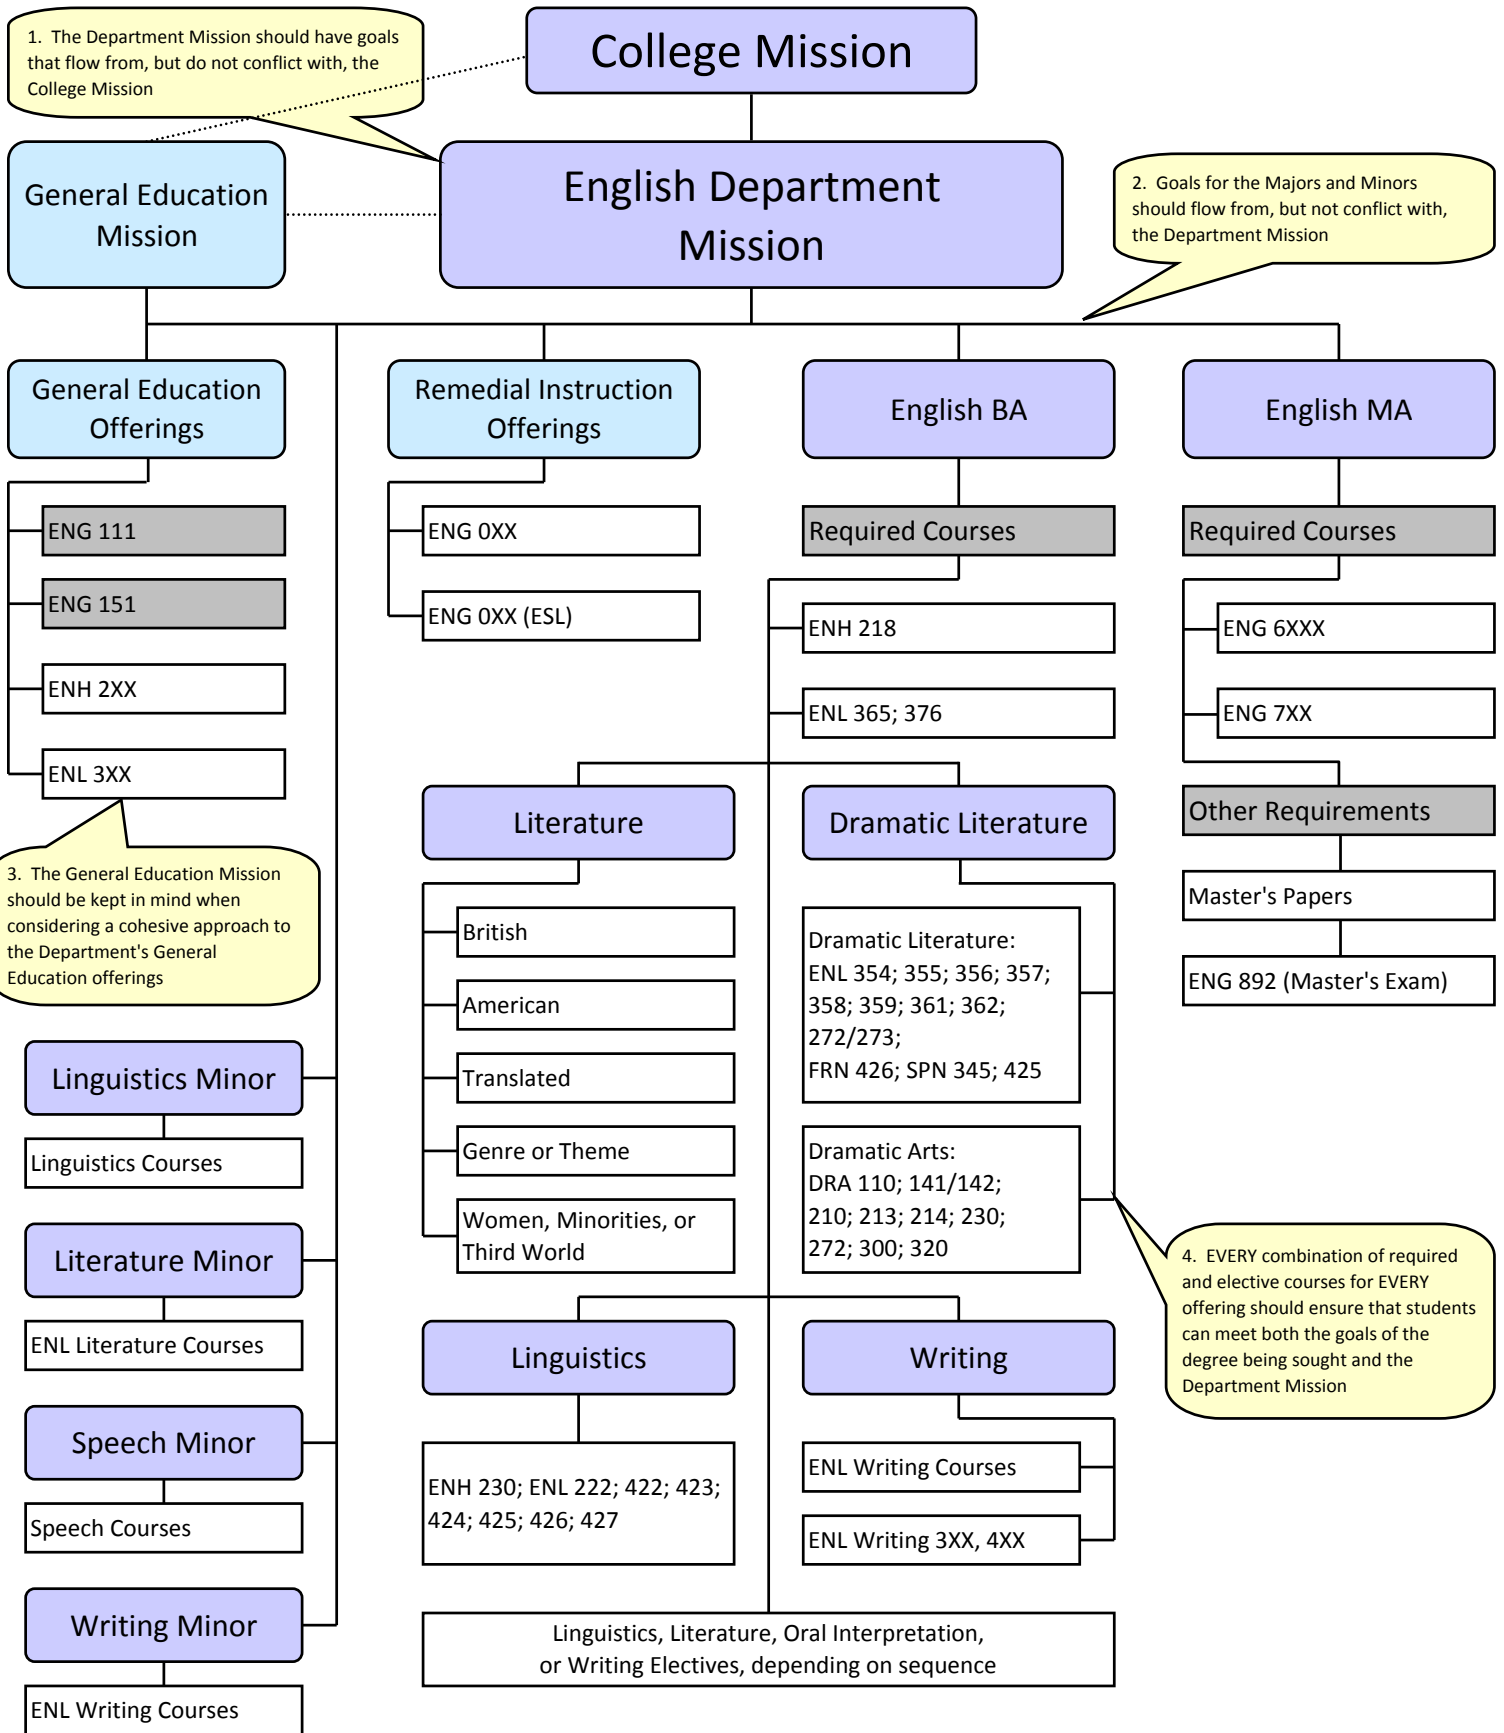 College Mission
1.  The Department Mission should have goals
that flow from, but do not conflict with, the
College Mission
General Education
Mission
English Department
Mission
2.  Goals for the Majors and Minors
should flow from, but not conflict with,
the Department Mission
General Education
Offerings
Remedial Instruction
Offerings
English BA
English MA
ENG 111
ENG 151
ENH 2XX
ENL 3XX
ENG 0XX
ENG 0XX (ESL)
Required Courses
ENH 218
ENL 365; 376
Required Courses
ENG 6XXX
ENG 7XX
Other Requirements
Master's Papers
ENG 892 (Master's Exam)
3.  The General Education Mission
should be kept in mind when
considering a cohesive approach to
the Department's General
Education offerings
Literature
British
American
Translated
Genre or Theme
Women, Minorities, or
Third World
Dramatic Literature
Dramatic Literature:
ENL 354; 355; 356; 357;
358; 359; 361; 362;
272/273;
FRN 426; SPN 345; 425
Dramatic Arts:
DRA 110; 141/142;
210; 213; 214; 230;
272; 300; 320
4.  EVERY combination of required
and elective courses for EVERY
offering should ensure that students
can meet both the goals of the
degree being sought and the
Department Mission
Linguistics Minor
Linguistics Courses
Literature Minor
ENL Literature Courses
Speech Minor
Speech Courses
Writing Minor
ENL Writing Courses
Linguistics
ENH 230; ENL 222; 422; 423;
424; 425; 426; 427
Writing
ENL Writing Courses
ENL Writing 3XX, 4XX
Linguistics, Literature, Oral Interpretation,
or Writing Electives, depending on sequence